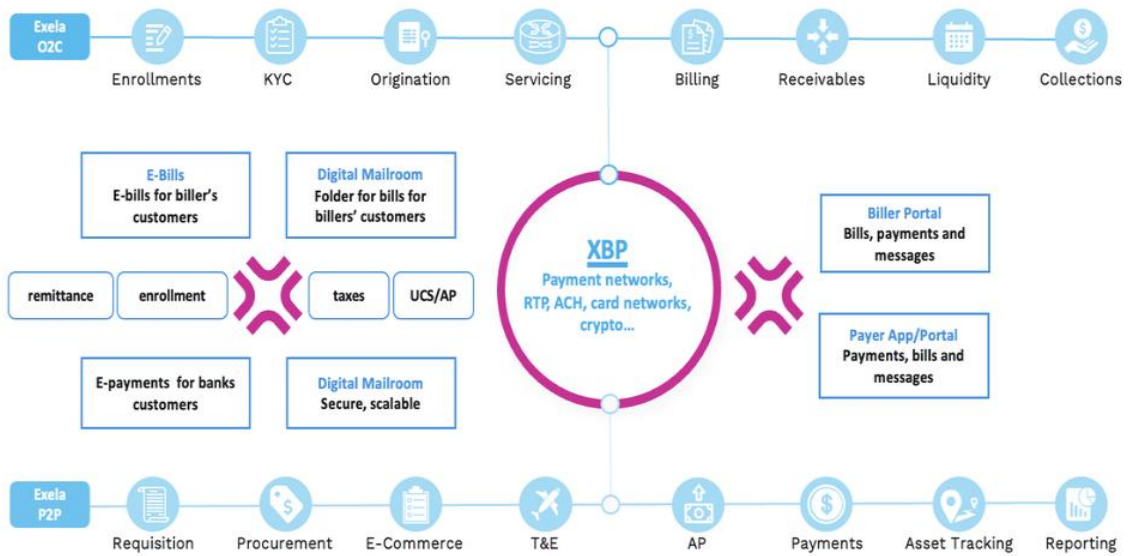 Exela
O2C
Enrollments
KYC
Origination
Servicing
Billing
Receivables
Liquidity
Collections
E-Bills
E-bills for biller's
customers
Digital Mailroom
Folder for bills for
billers' customers
remittance
enrollment
taxes
UCS/AP
E-payments for banks
customers
Digital Mailroom
Secure, scalable
XBP
Payment networks,
RTP, ACH, card networks,
crypto...
Biller Portal
Bills, payments and
messages
Payer App/Portal
Payments, bills and
messages
Exela
P2P
Requisition
Procurement
E-Commerce
T&E
AP
Payments
Asset Tracking
Reporting